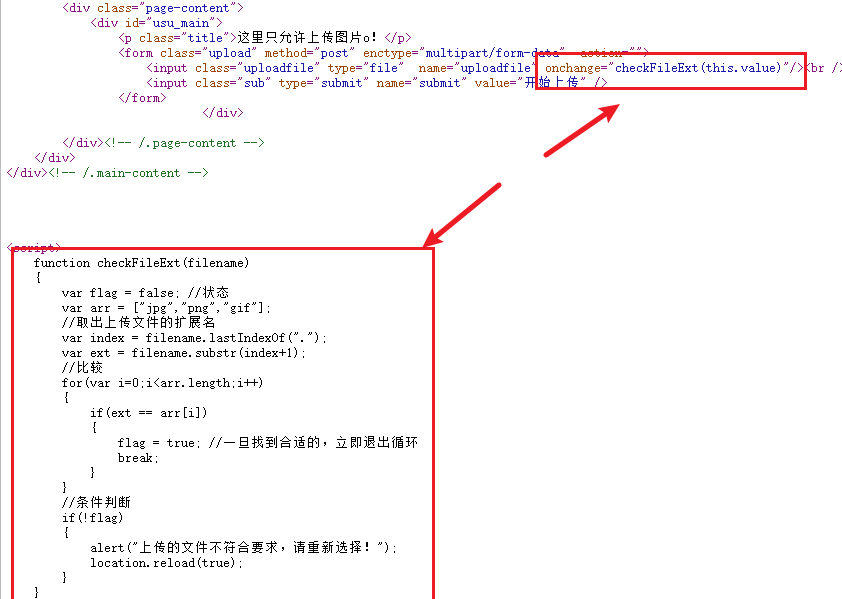 <div class="page-content">
<div id="usu_main">
<p class="title">这里只允许上传图片o！</p>
<form class="upload" method="post" enctype="multipart/form-data"  action="">
<input class="uploadfile" type="file"  name="uploadfile" onchange="checkFileExt(this.value)"/><br />
<input class="sub" type="submit" name="submit" value="开始上传" />
</form>
</div>
</div><!-- /.page-content -->
</div>
</div><!-- /.main-content -->
<script>
function checkFileExt(filename)
{
var flag = false; //状态
var arr = ["jpg","png","gif"];
//取出上传文件的扩展名
var index = filename.lastIndexOf(".");
var ext = filename.substr(index+1);
//比较
for(var i=0;i<arr.length;i++)
{
if(ext == arr[i])
{
flag = true; //一旦找到合适的，立即退出循环
break;
}
}
//条件判断
if(!flag)
{
alert("上传的文件不符合要求，请重新选择！");
location.reload(true);
}
}